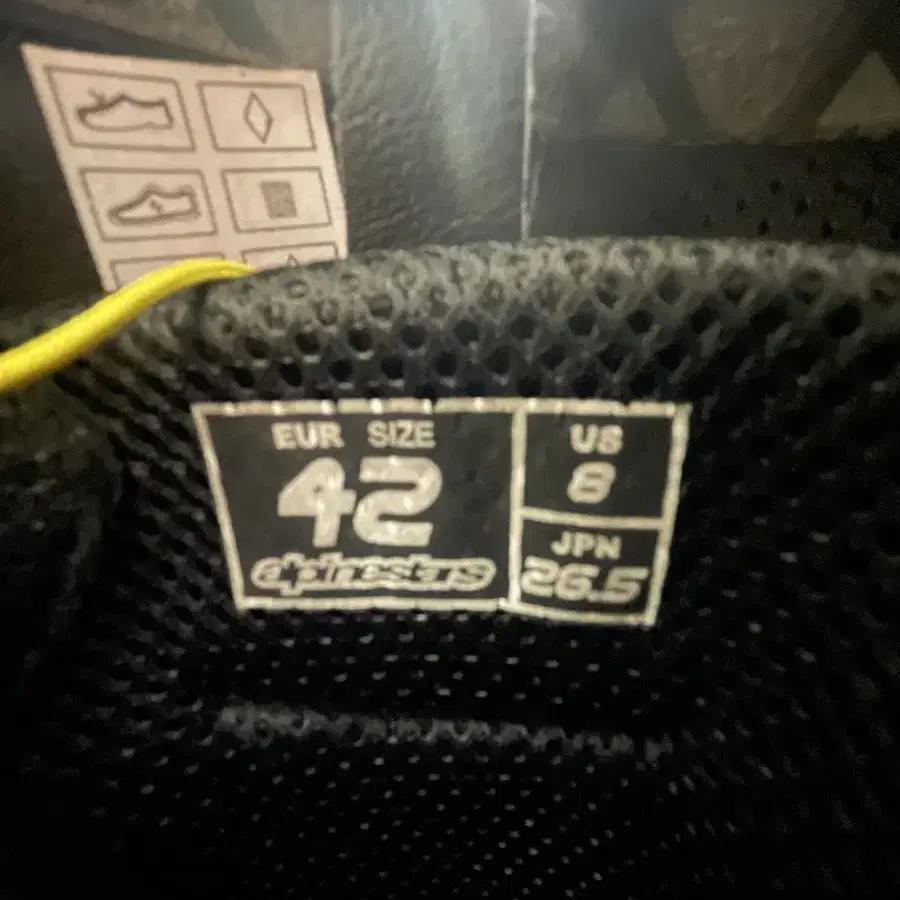 EUR SIZE
42
alpinestars
US
8
JPN
26.5